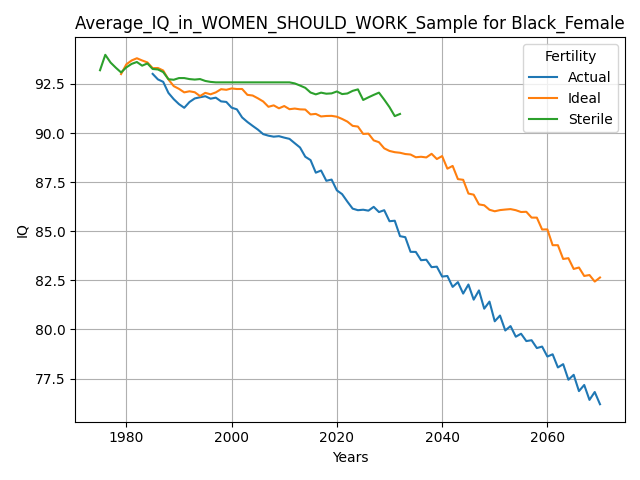 Average_IQ_in_WOMEN_SHOULD_WORK_Sample for Black_Female
Fertility
Actual
Ideal
Sterile
IQ
92.5
90.0
87.5
85.0
82.5
80.0
77.5
1980 2000 2020 2040 2060
Years